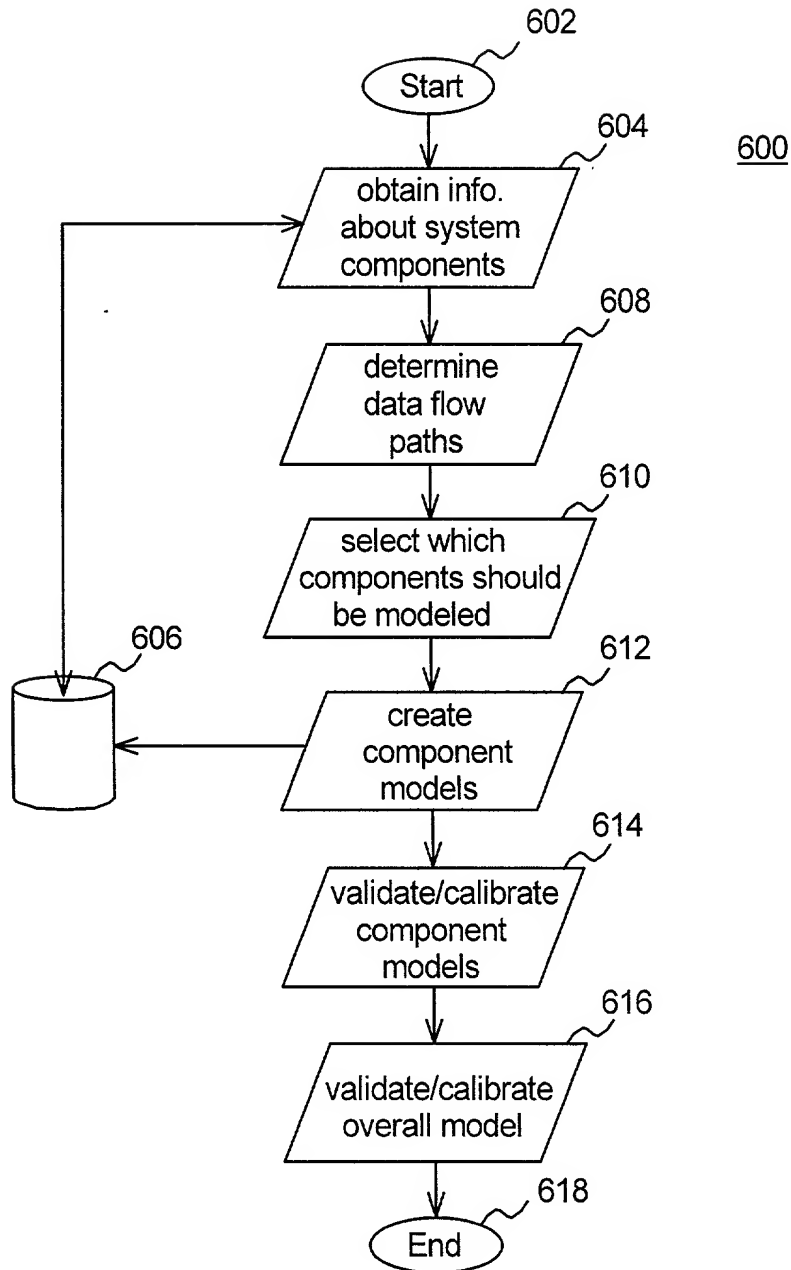 602
Start
604
600
obtain info.
about system
components
608
determine
data flow
paths
610
select which
components should
be modeled
606
612
create
component
models
614
validate/calibrate
component
models
616
validate/calibrate
overall model
618
End